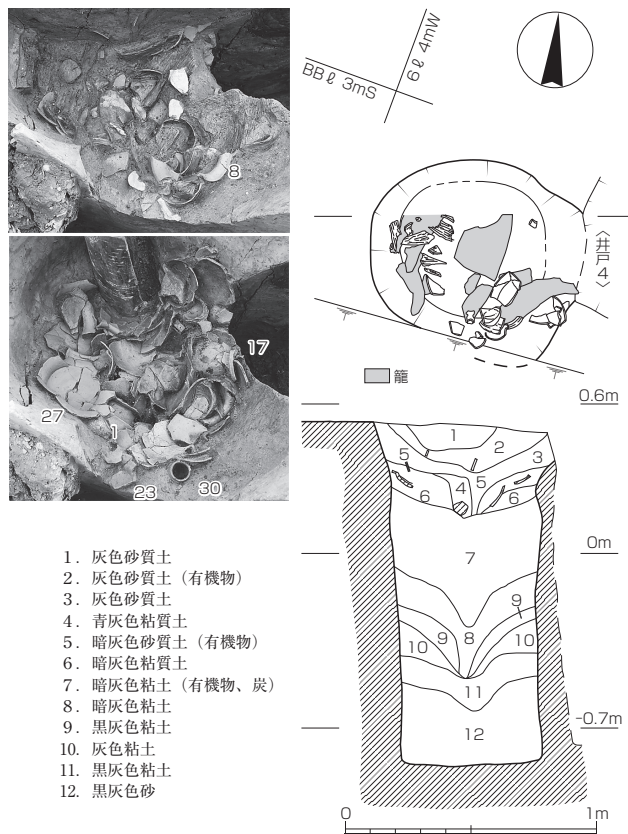 8
17
27
1
23
30
BBℓ 3mS
6ℓ 4mW
〈井戸4〉
籠
0.6m
1
2
3
5
5
4
6
6
0m
7
9
9
8
10
10
11
-0.7m
12
0
1m
1. 灰色砂質土
2. 灰色砂質土（有機物）
3. 灰色砂質土
4. 青灰色粘質土
5. 暗灰色砂質土（有機物）
6. 暗灰色粘質土
7. 暗灰色粘土（有機物、炭）
8. 暗灰色粘土
9. 黒灰色粘土
10. 灰色粘土
11. 黒灰色粘土
12. 黒灰色砂